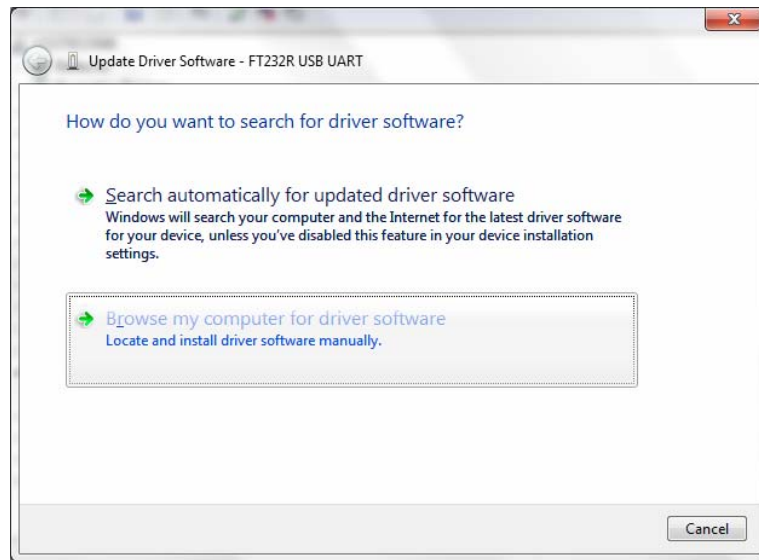 Update Driver Software - FT232R USB UART
How do you want to search for driver software?
Search automatically for updated driver software
Windows will search your computer and the Internet for the latest driver software
for your device, unless you've disabled this feature in your device installation
settings.
Browse my computer for driver software
Locate and install driver software manually.
Cancel